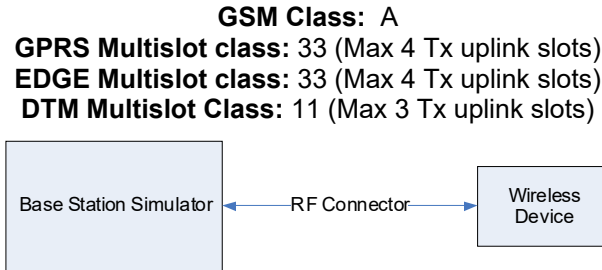 GSM Class: A
GPRS Multislot class: 33 (Max 4 Tx uplink slots)
EDGE Multislot class: 33 (Max 4 Tx uplink slots)
DTM Multislot Class: 11 (Max 3 Tx uplink slots)
Base Station Simulator
RF Connector
Wireless
Device